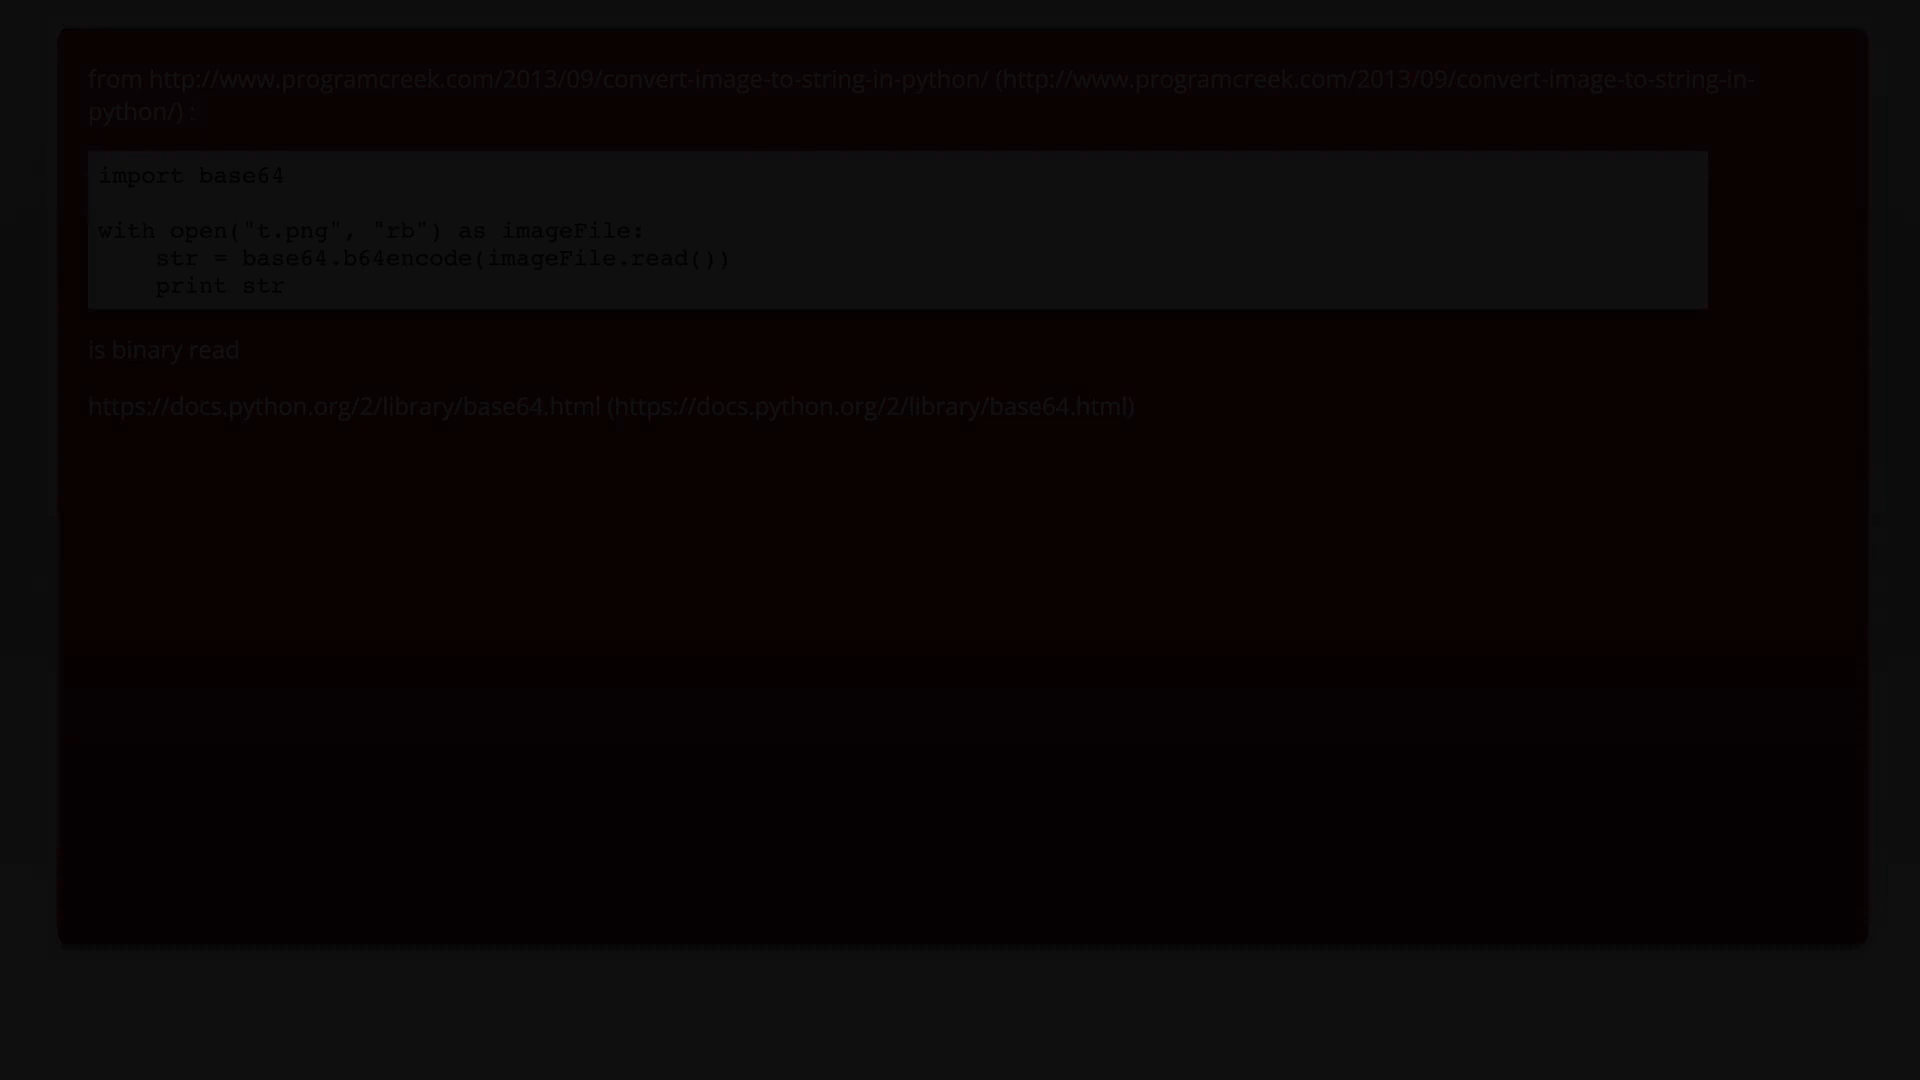 from http://www.programcreek.com/2013/09/convert-image-to-string-in-python/ (http://www.programcreek.com/2013/09/convert-image-to-string-in-
python/) :
import base64
with open("t.png", "rb") as imageFile:
    str = base64.b64encode(imageFile.read())
    print str
is binary read
https://docs.python.org/2/library/base64.html (https://docs.python.org/2/library/base64.html)